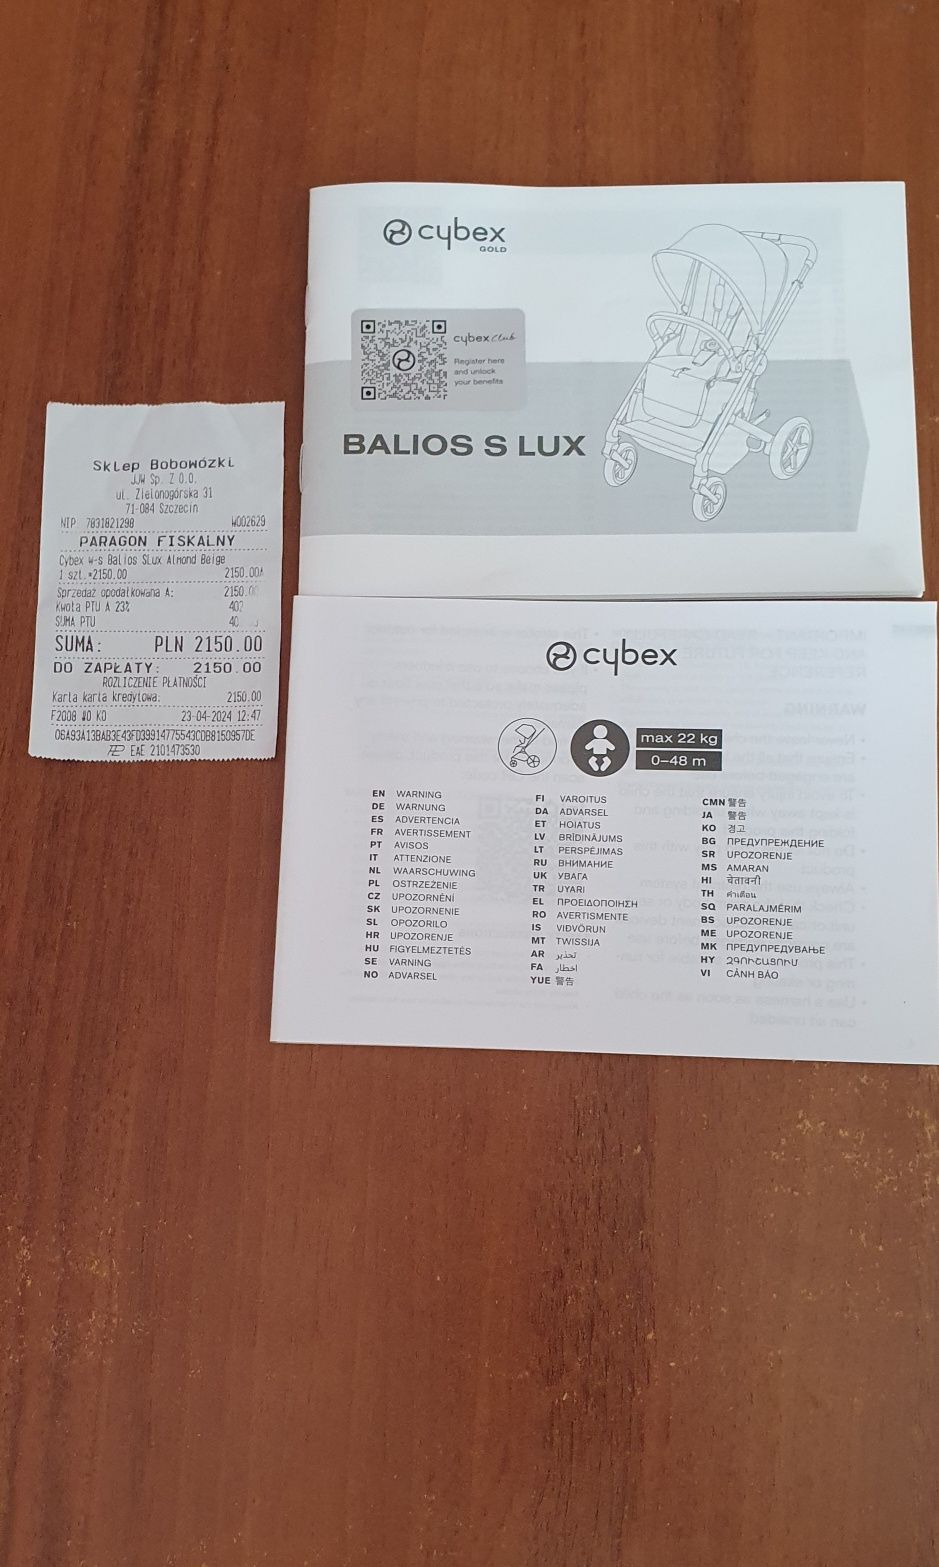 Sklep Bobowózki
JJW Sp. Z O.O.
ul. Zielonogórska 31
71-084 Szczecin
NIP 7831821298 W002629
PARAGON FISKALNY
Cybex w-s Balios SLux Almond Beige
1 szt.*2150.00 2150.00A
Sprzedaż opodatkowana A: 2150.
Kwota PTU A 23%
SUMA PTU
SUMA: PLN 2150.00
DO ZAPŁATY: 2150.00
ROZLICZENIE PŁATNOŚCI
Karta karta kredytowa: 2150.00
F2008 #0 KO 23-04-2024 12:47
06A93A13BAB3E43FD39914775543CDB8150957DE
EAE 2101473530
cybex
GOLD
cybex Club
Register here
and unlock
your benefits
BALIOS S LUX
cybex
max 22 kg
0–48 m
EN WARNING
DE WARNUNG
ES ADVERTENCIA
FR AVERTISSEMENT
PT AVISOS
IT ATTENZIONE
NL WAARSCHUWING
PL OSTRZEŻENIE
CZ UPOZORNĚNÍ
SK UPOZORNENIE
SL OPOZORILO
HR UPOZORENJE
HU FIGYELMEZTETÉS
SE VARNING
NO ADVARSEL
FI VAROITUS
DA ADVARSEL
ET HOIATUS
LV BRĪDINĀJUMS
LT PERSPĖJIMAS
RU ВНИМАНИЕ
UK УВАГА
TR UYARI
EL ΠΡΟΕΙΔΟΠΟΙΗΣΗ
RO AVERTISMENTE
IS VIÐVÖRUN
MT TWISSIJA
AR تحذير
FA اخطار
YUE 警告
CMN 警告
JA 警告
KO 경고
BG ПРЕДУПРЕЖДЕНИЕ
SR UPOZORENJE
MS AMARAN
HI चेतावनी
TH คำเตือน
SQ PARALAJMËRIM
BS UPOZORENJE
ME UPOZORENJE
MK ПРЕДУПРЕДУВАЊЕ
HY ԶԳՈՒՇԱՑՈՒՄ
VI CẢNH BÁO